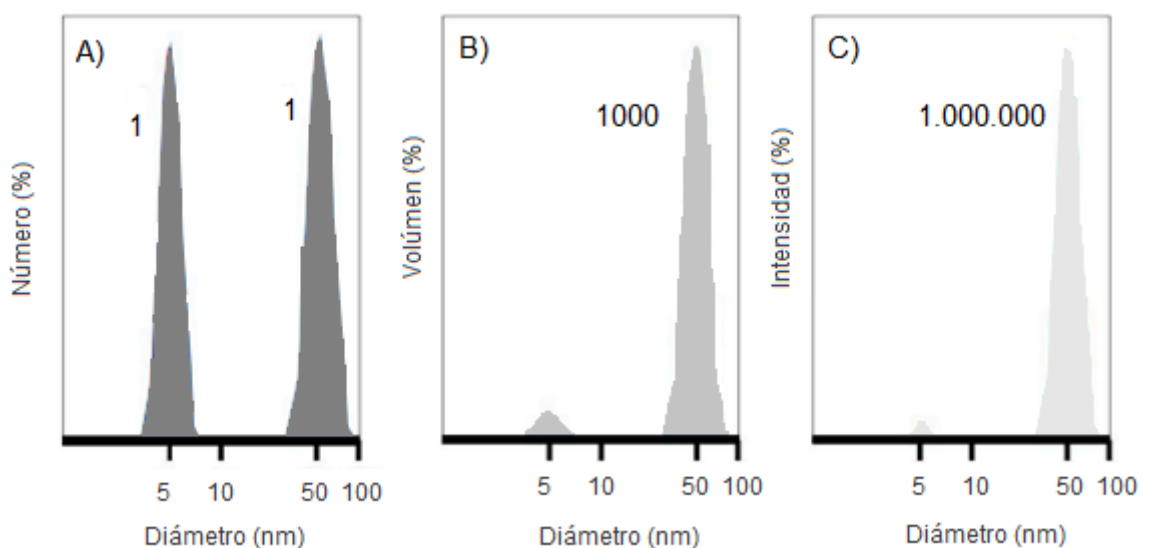 A)
1
1
Número (%)
5 10 50 100
Diámetro (nm)
B)
1000
Volúmen (%)
5 10 50 100
Diámetro (nm)
C)
1.000.000
Intensidad (%)
5 10 50 100
Diámetro (nm)